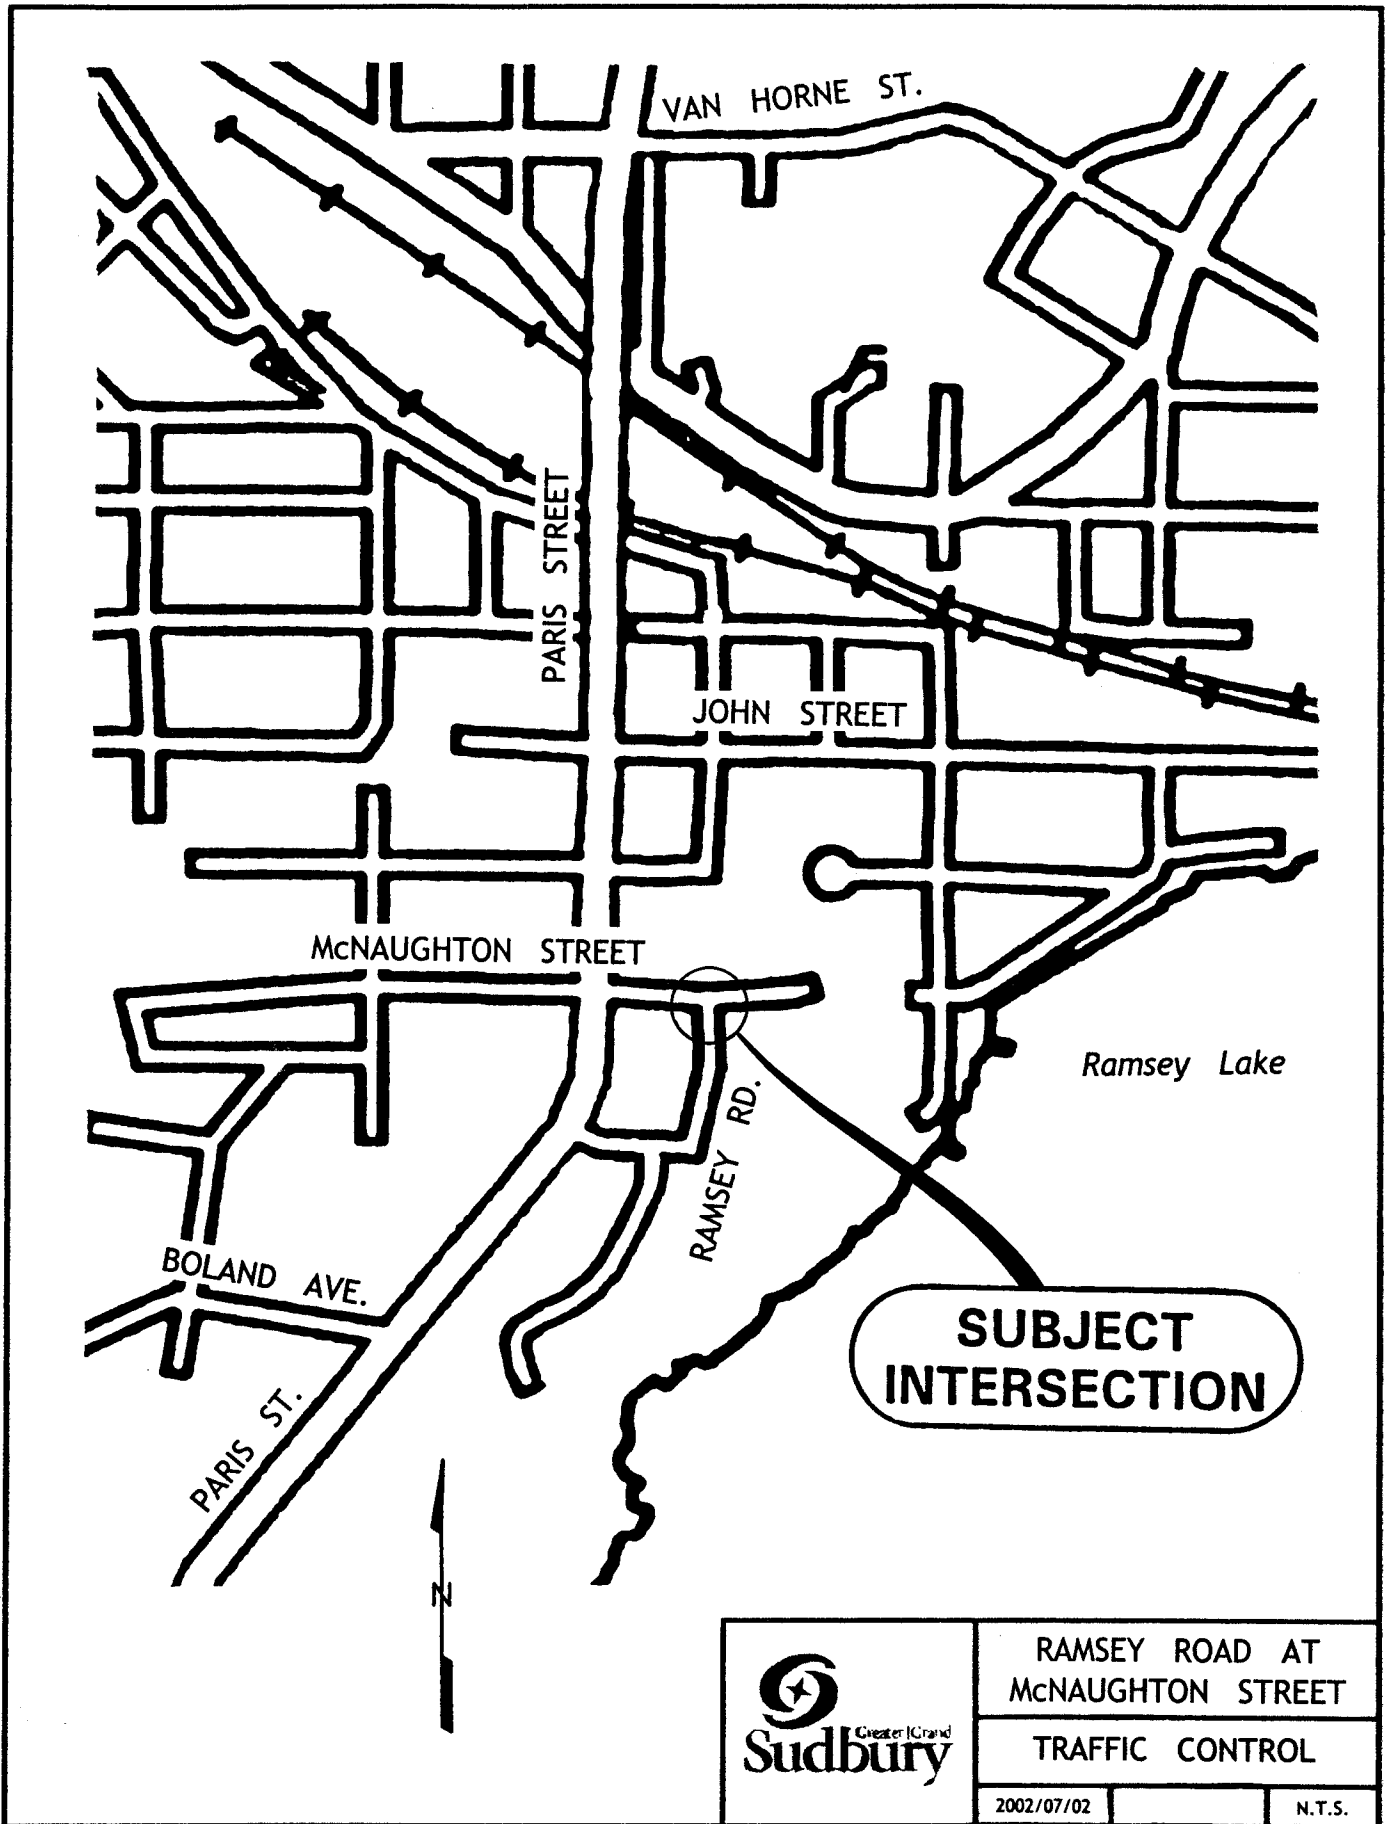 VAN HORNE ST.
PARIS STREET
JOHN STREET
McNAUGHTON STREET
Ramsey Lake
RAMSEY RD.
BOLAND AVE.
SUBJECT
INTERSECTION
PARIS ST.
N
Greater | Grand
Sudbury
RAMSEY ROAD AT
McNAUGHTON STREET
TRAFFIC CONTROL
2002/07/02
N.T.S.